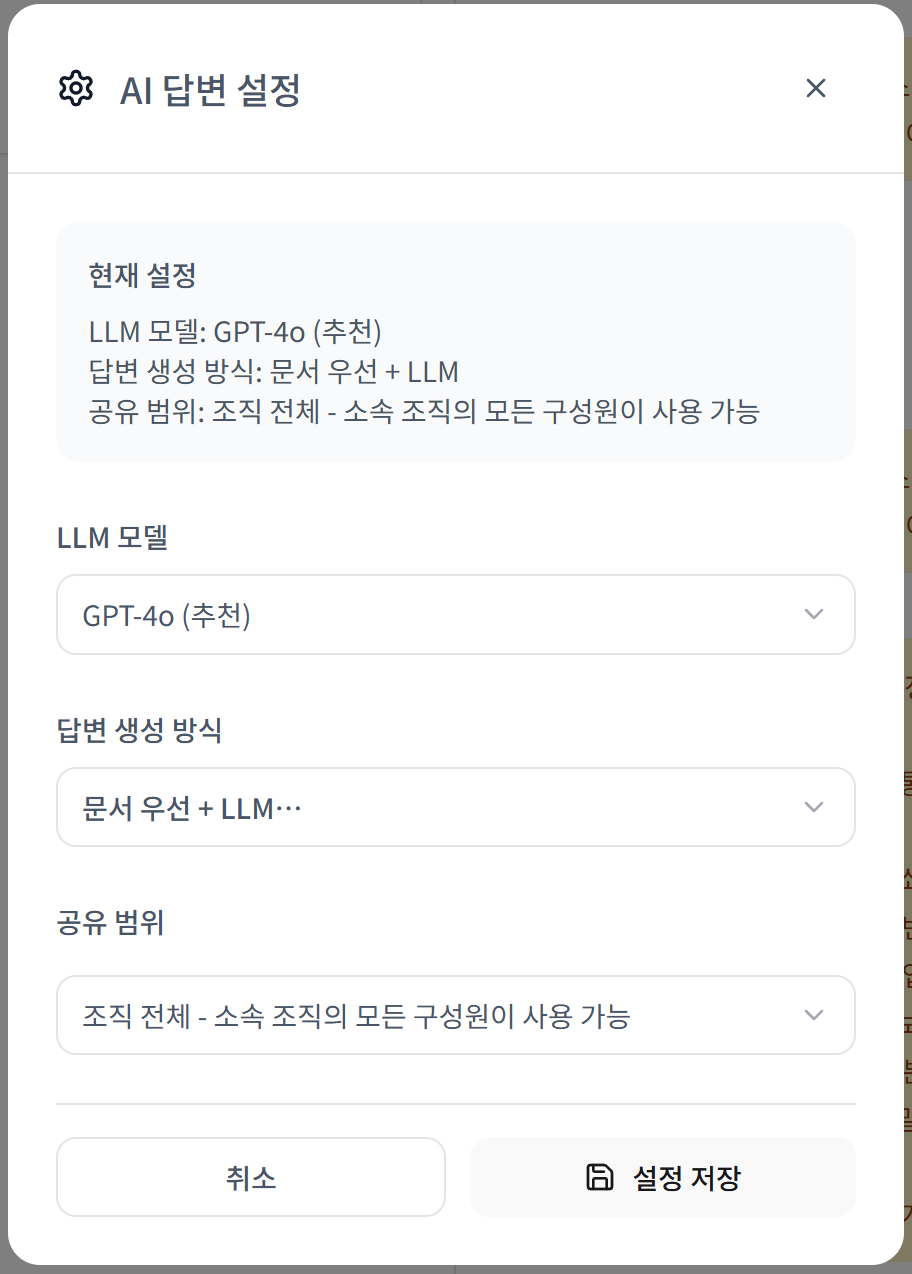 AI 답변 설정
현재 설정
LLM 모델: GPT-4o (추천)
답변 생성 방식: 문서 우선 + LLM
공유 범위: 조직 전체 - 소속 조직의 모든 구성원이 사용 가능
LLM 모델
GPT-4o (추천)
답변 생성 방식
문서 우선 + LLM⋯
공유 범위
조직 전체 - 소속 조직의 모든 구성원이 사용 가능
취소
설정 저장